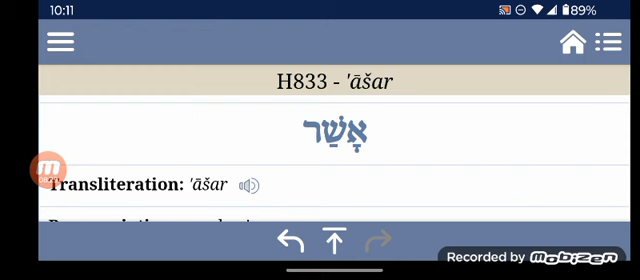 10:11 89%
H833 - 'āšar
אָשַׁר
Transliteration: 'āšar
Recorded by mobizen